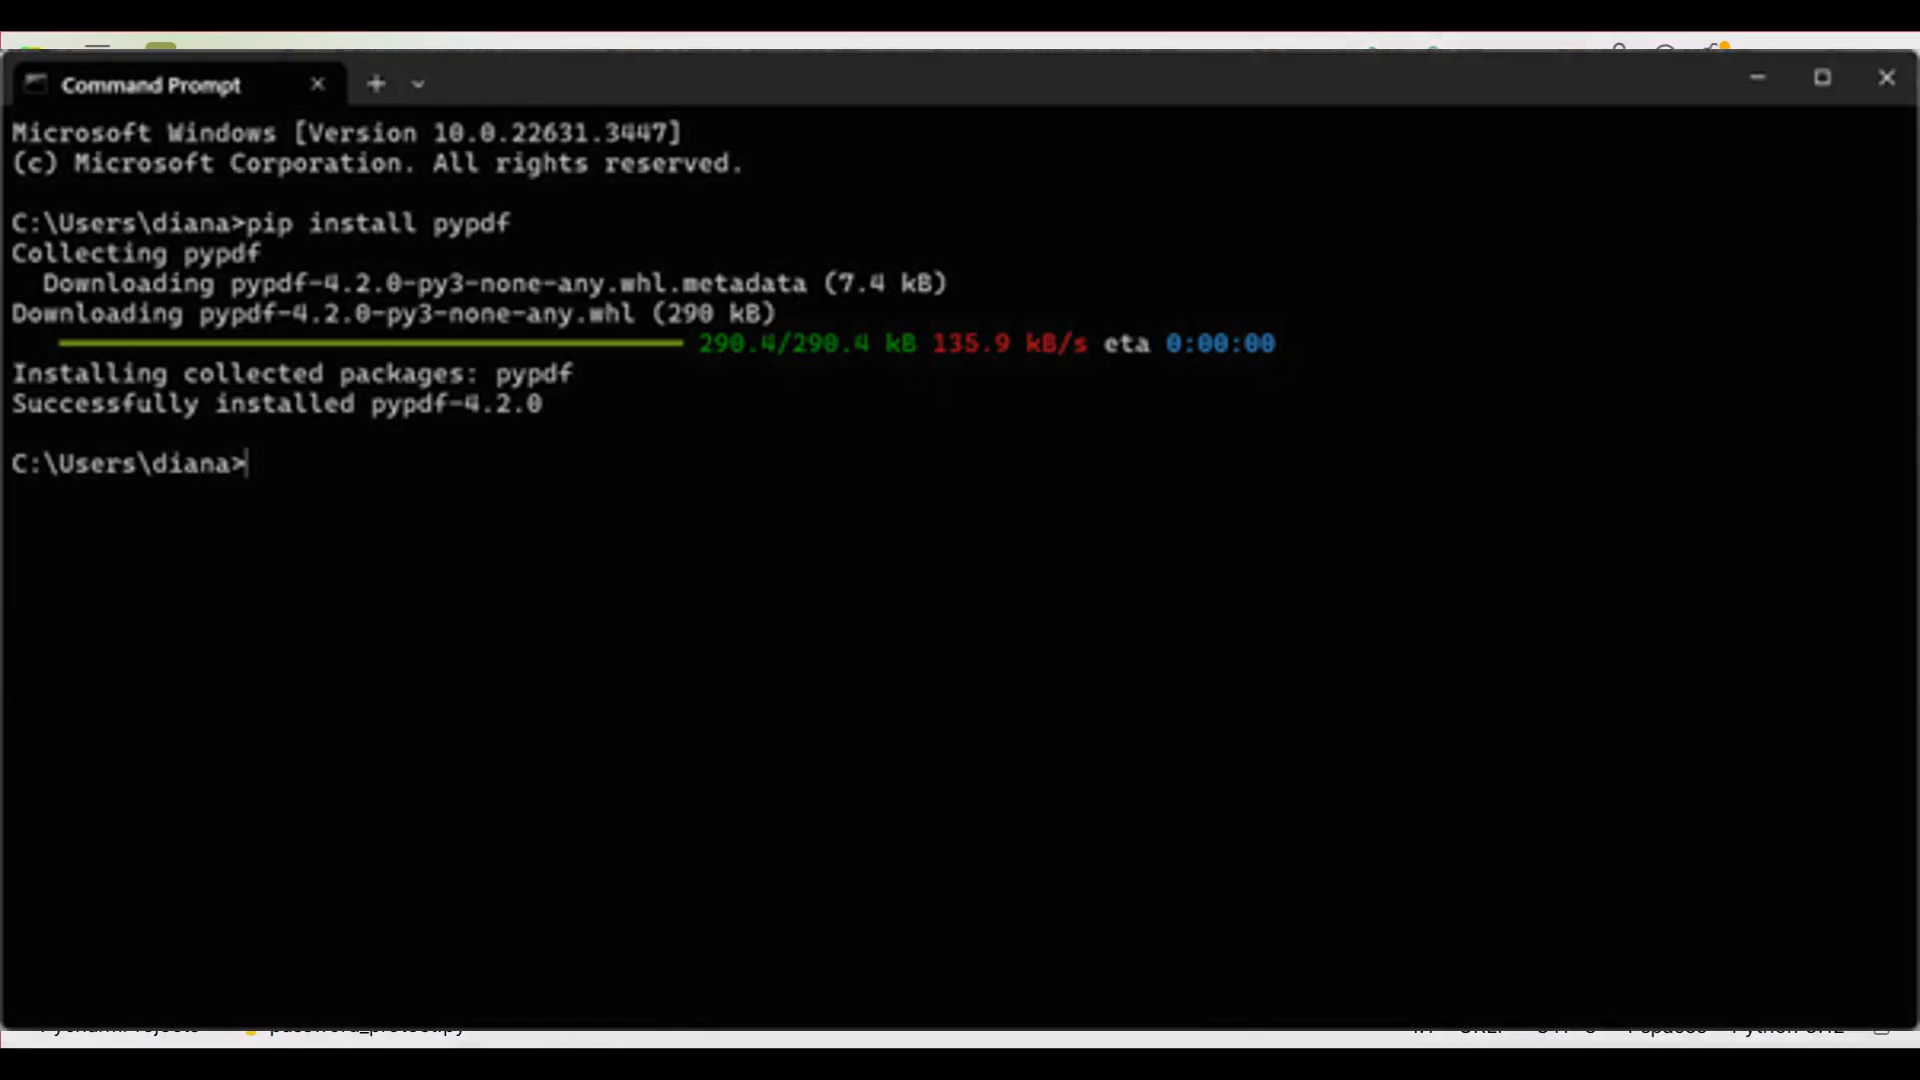 Command Prompt
Microsoft Windows [Version 10.0.22631.3447]
(c) Microsoft Corporation. All rights reserved.
C:\Users\diana>pip install pypdf
Collecting pypdf
  Downloading pypdf-4.2.0-py3-none-any.whl.metadata (7.4 kB)
Downloading pypdf-4.2.0-py3-none-any.whl (290 kB)
290.4/290.4 kB 135.9 kB/s eta 0:00:00
Installing collected packages: pypdf
Successfully installed pypdf-4.2.0
C:\Users\diana>